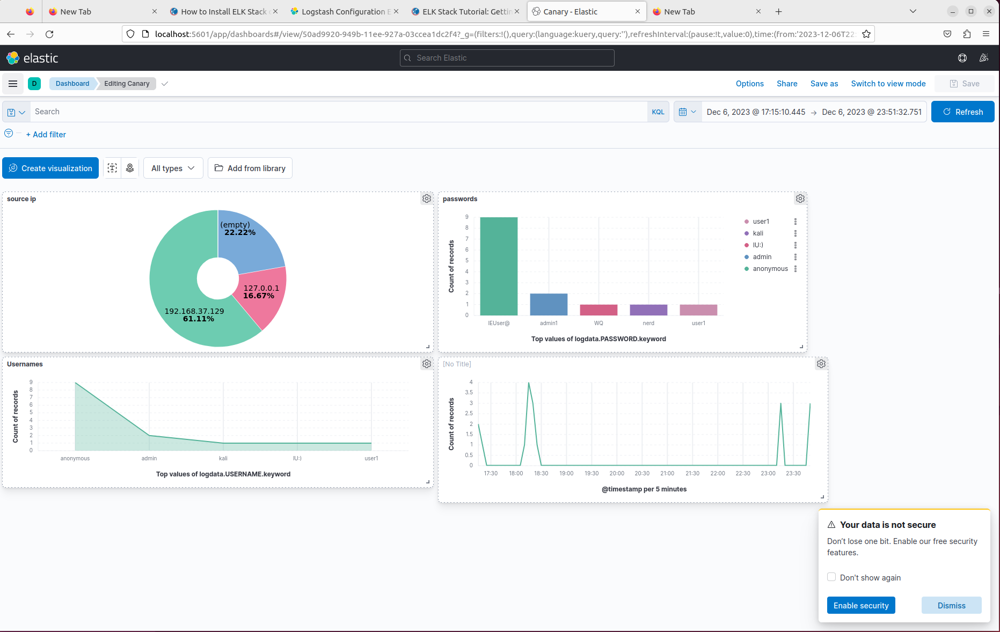 New Tab
How to Install ELK Stack
Logstash Configuration E
ELK Stack Tutorial: Gettin
Canary - Elastic
New Tab
localhost:5601/app/dashboards#/view/50ad9920-949b-11ee-927a-03ccea1dc2f4?_g=(filters:!(),query:(language:kuery,query:''),refreshInterval:(pause:!t,value:0),time:(from:'2023-12-06T22:
elastic
Search Elastic
D
Dashboard
Editing Canary
Options
Share
Save as
Switch to view mode
Save
Search
KQL
Dec 6, 2023 @ 17:15:10.445 → Dec 6, 2023 @ 23:51:32.751
Refresh
+ Add filter
Create visualization
T
All types
Add from library
source ip
(empty)
22.22%
127.0.0.1
16.67%
192.168.37.129
61.11%
passwords
Count of records
9
8
7
6
5
4
3
2
1
0
IEUser@
admin1
WQ
nerd
user1
Top values of logdata.PASSWORD.keyword
user1
kali
IU:)
admin
anonymous
Usernames
Count of records
9
8
7
6
5
4
3
2
1
0
anonymous
admin
kali
IU:)
user1
Top values of logdata.USERNAME.keyword
[No Title]
Count of records
4
3.5
3
2.5
2
1.5
1
0.5
0
17:30
18:00
18:30
19:00
19:30
20:00
20:30
21:00
21:30
22:00
22:30
23:00
23:30
@timestamp per 5 minutes
Your data is not secure
Don't lose one bit. Enable our free security
features.
Don't show again
Enable security
Dismiss